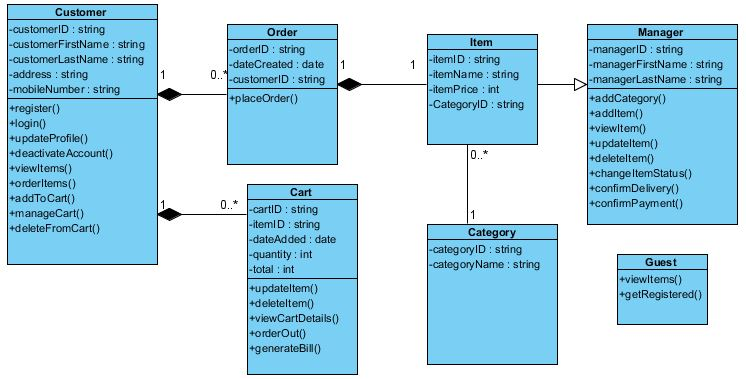 Customer
-customerID : string
-customerFirstName : string
-customerLastName : string
-address : string
-mobileNumber : string
+register()
+login()
+updateProfile()
+deactivateAccount()
+viewItems()
+orderItems()
+addToCart()
+manageCart()
+deleteFromCart()
1
0..*
Order
-orderID : string
-dateCreated : date
-customerID : string
+placeOrder()
1
1
Item
-itemID : string
-itemName : string
-itemPrice : int
-CategoryID : string
Manager
-managerID : string
-managerFirstName : string
-managerLastName : string
+addCategory()
+addItem()
+viewItem()
+updateItem()
+deleteItem()
+changeItemStatus()
+confirmDelivery()
+confirmPayment()
1
0..*
Cart
-cartID : string
-itemID : string
-dateAdded : date
-quantity : int
-total : int
+updateItem()
+deleteItem()
+viewCartDetails()
+orderOut()
+generateBill()
0..*
1
Category
-categoryID : string
-categoryName : string
Guest
+viewItems()
+getRegistered()